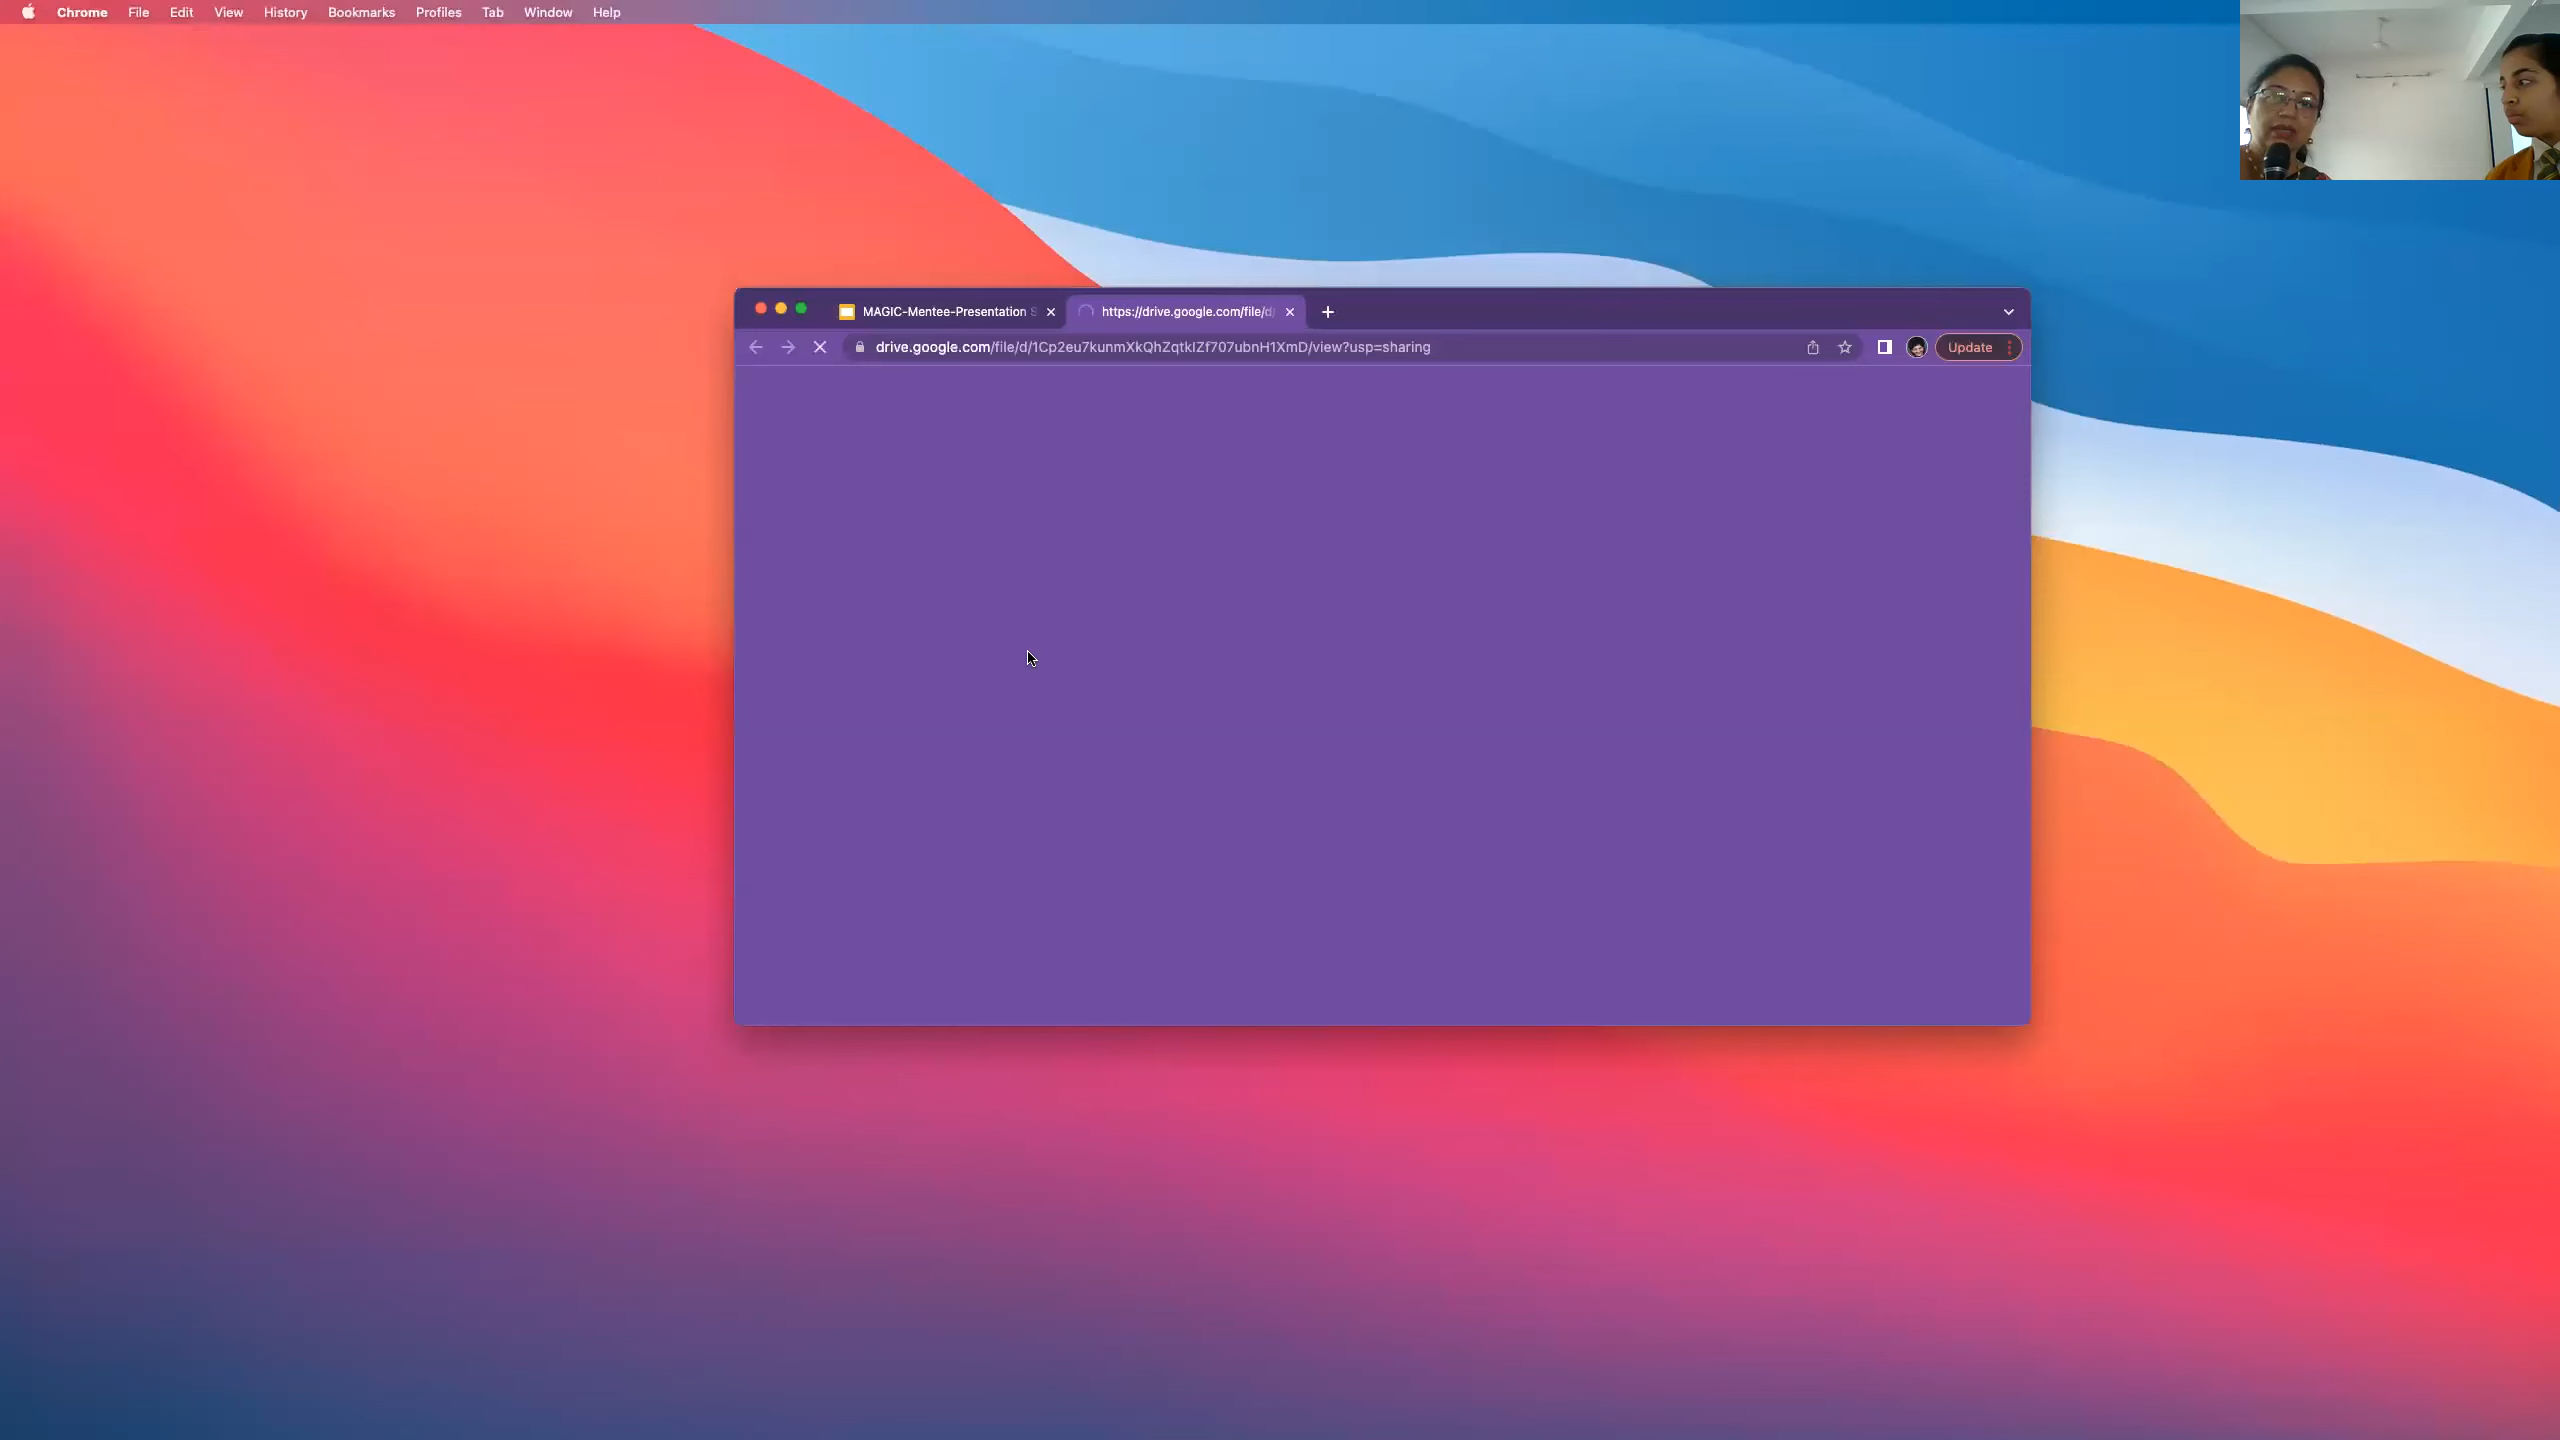 Chrome File Edit View History Bookmarks Profiles Tab Window Help
MAGIC-Mentee-Presentation S
https://drive.google.com/file/d
drive.google.com/file/d/1Cp2eu7kunmXkQhZqtkIZf707ubnH1XmD/view?usp=sharing
Update